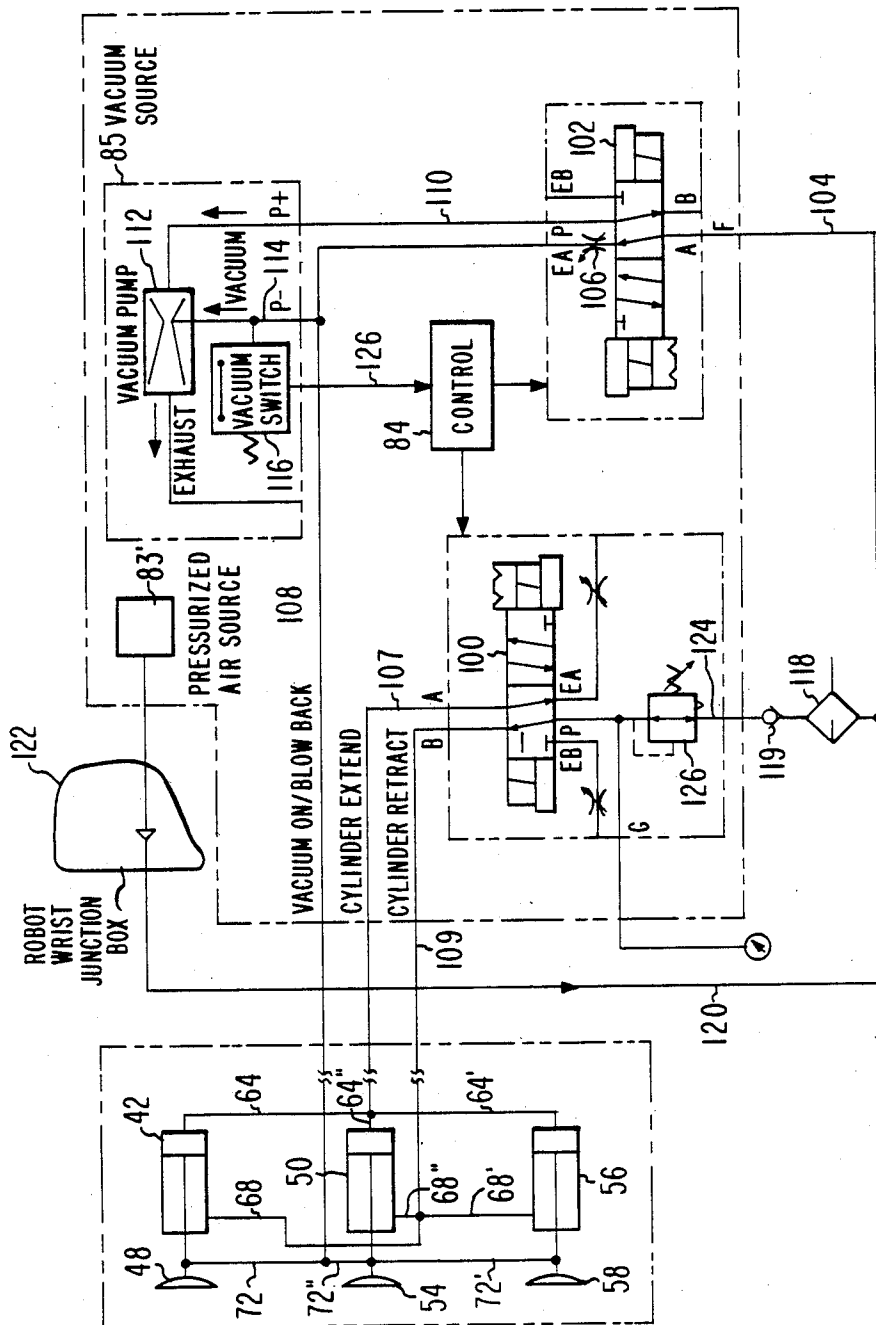 85 VACUUM
SOURCE
112
VACUUM PUMP
VACUUM
P+
P-
114
EXHAUST
VACUUM
SWITCH
116
83'
PRESSURIZED
AIR SOURCE
122
ROBOT
WRIST
JUNCTION
BOX
110
102
EB
P
EA
106
B
A
F
104
126
CONTROL
84
108
VACUUM ON/BLOW BACK
CYLINDER EXTEND
CYLINDER RETRACT
107
109
A
B
100
EA
P
EB
G
124
126
119
118
120
42
64
64"
64'
50
68
68"
68'
56
48
72
72"
72'
54
58